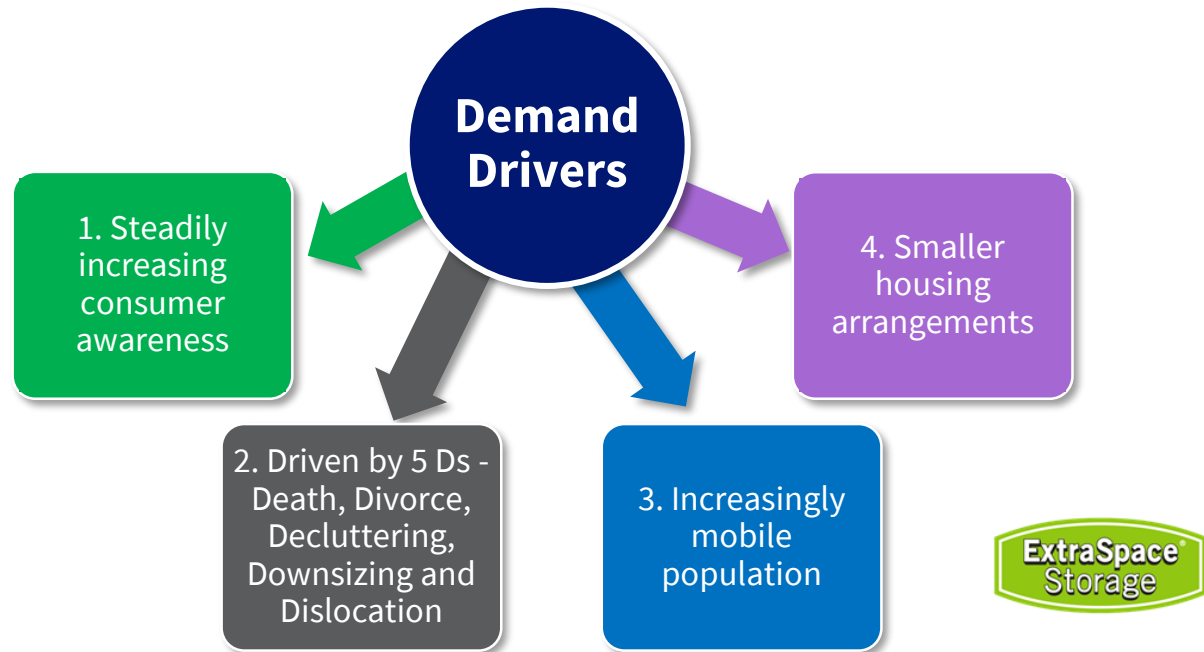 Demand
Drivers
1. Steadily
increasing
consumer
awareness
2. Driven by 5 Ds -
Death, Divorce,
Decluttering,
Downsizing and
Dislocation
3. Increasingly
mobile
population
4. Smaller
housing
arrangements
ExtraSpace®
Storage